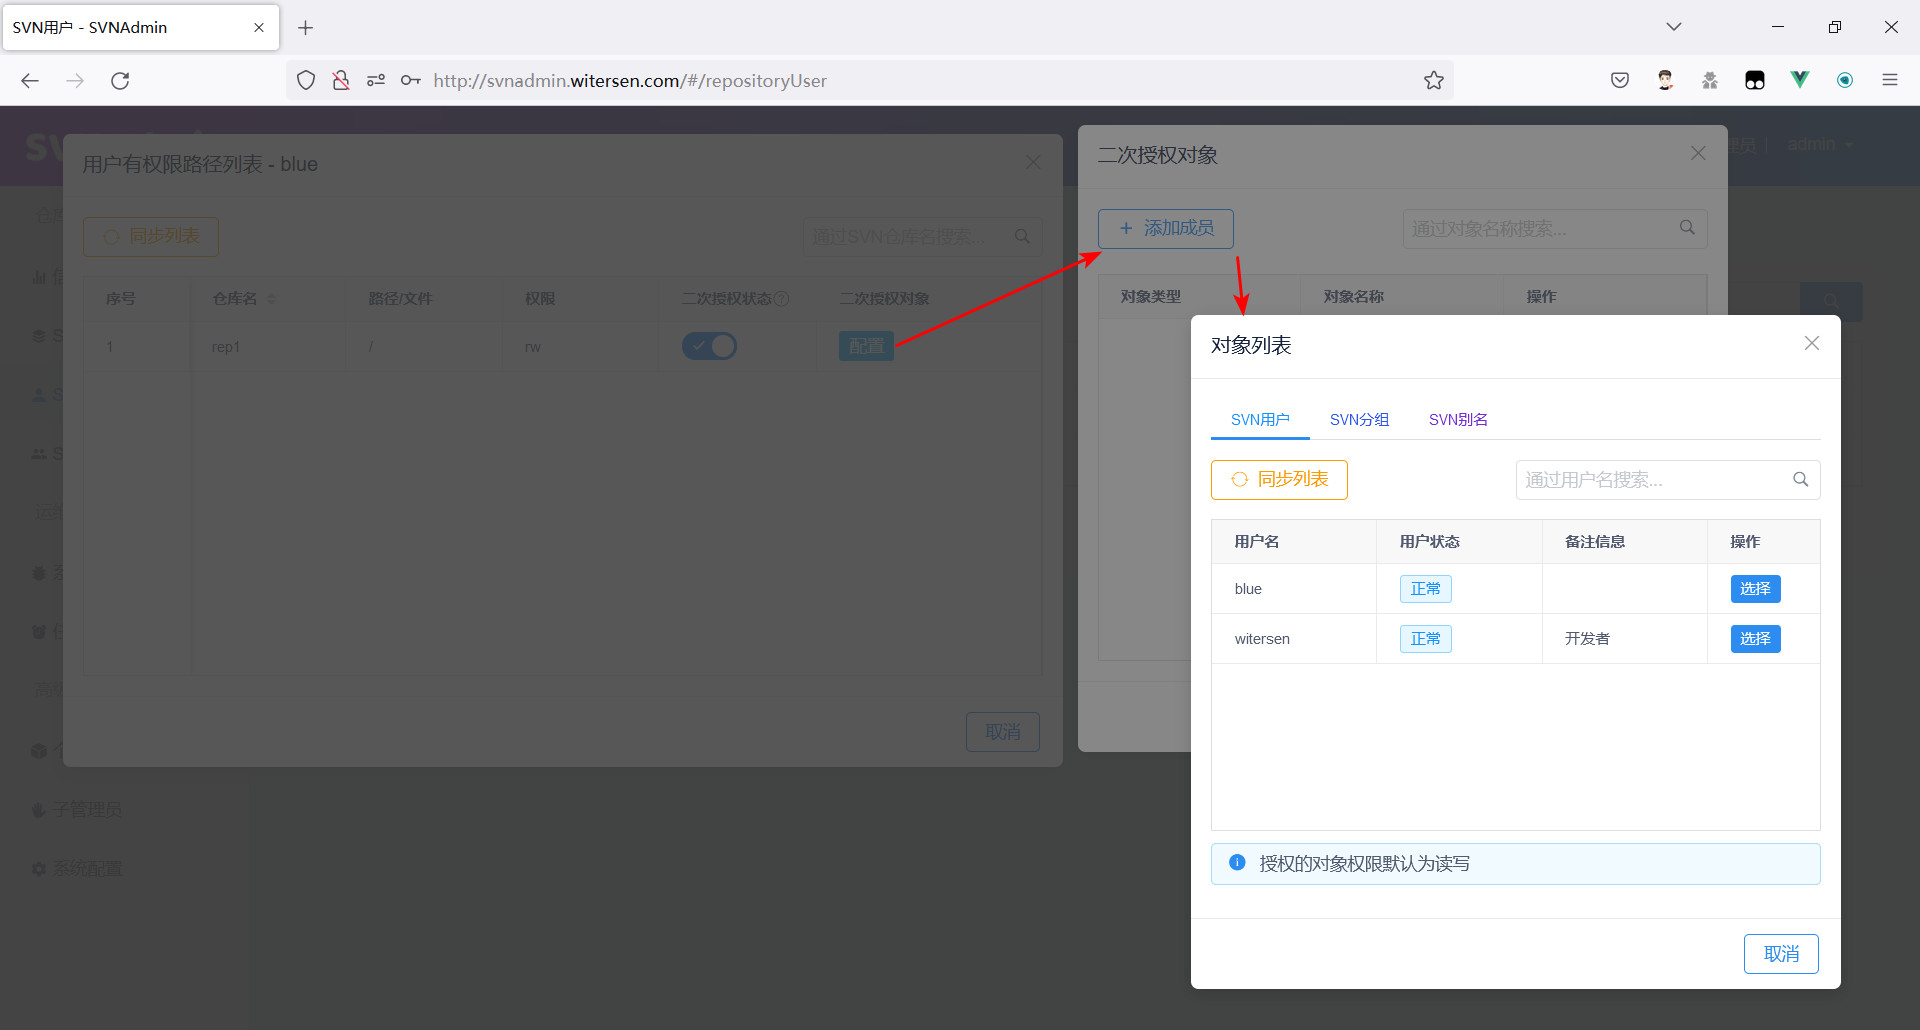 SVN用户 - SVNAdmin
http://svnadmin.witersen.com/#/repositoryUser
用户有权限路径列表 - blue
同步列表
通过SVN仓库名搜索...
序号 仓库名 路径/文件 权限 二次授权状态 二次授权对象
1 rep1 / rw 配置
取消
子管理员
系统配置
admin
二次授权对象
+ 添加成员
通过对象名称搜索...
对象类型 对象名称 操作
对象列表
SVN用户 SVN分组 SVN别名
同步列表
通过用户名搜索...
用户名 用户状态 备注信息 操作
blue 正常 选择
witersen 正常 开发者 选择
授权的对象权限默认为读写
取消